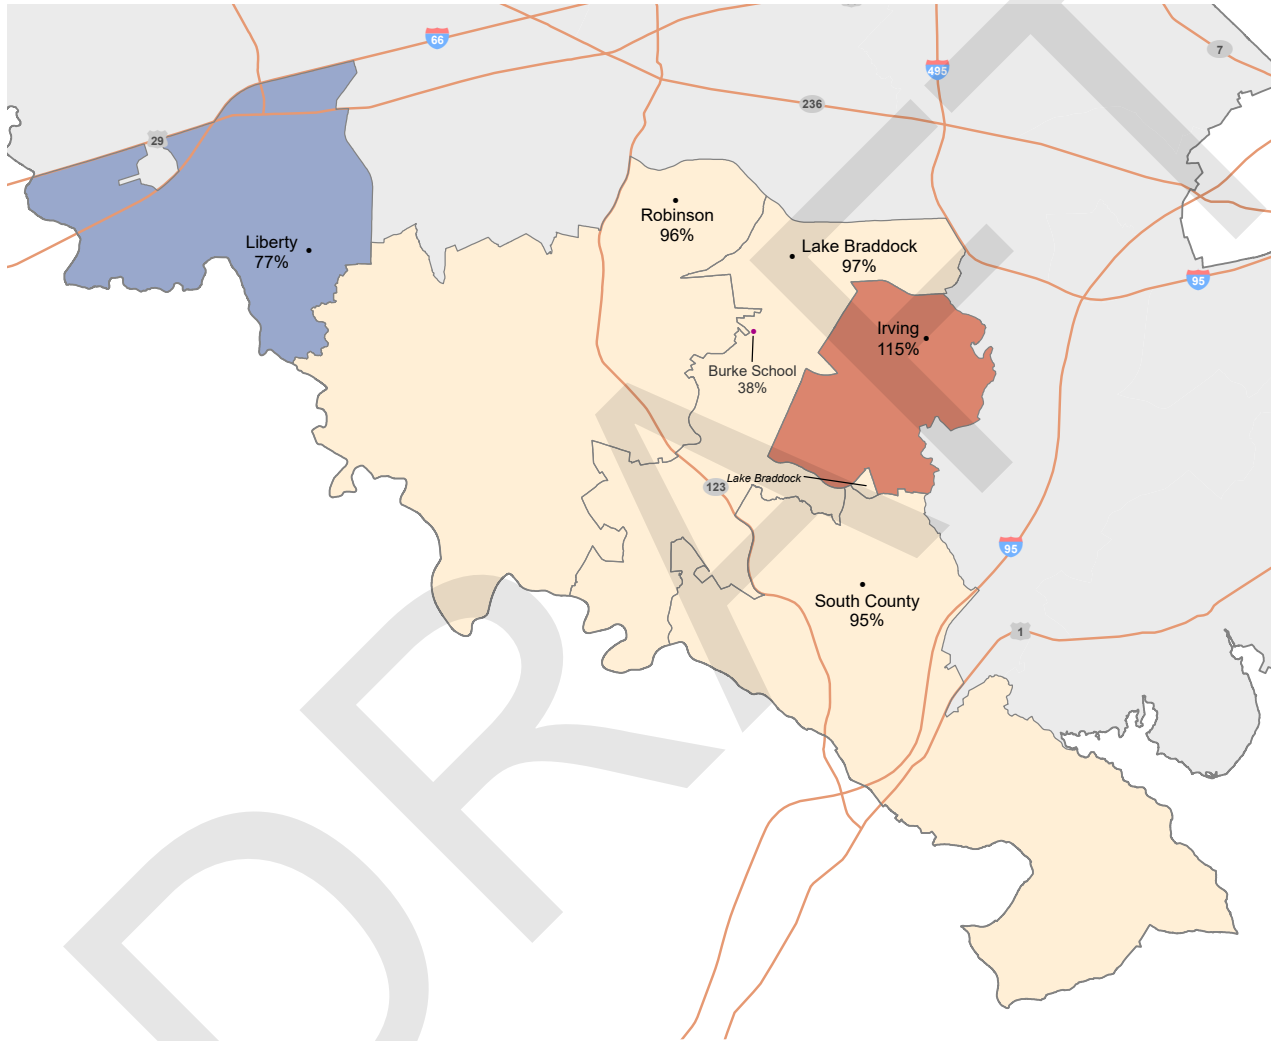 66
7
495
236
29
Robinson
96%
Liberty
77%
Lake Braddock
97%
95
Irving
115%
Burke School
38%
Lake Braddock
123
95
South County
95%
1
DRAFT